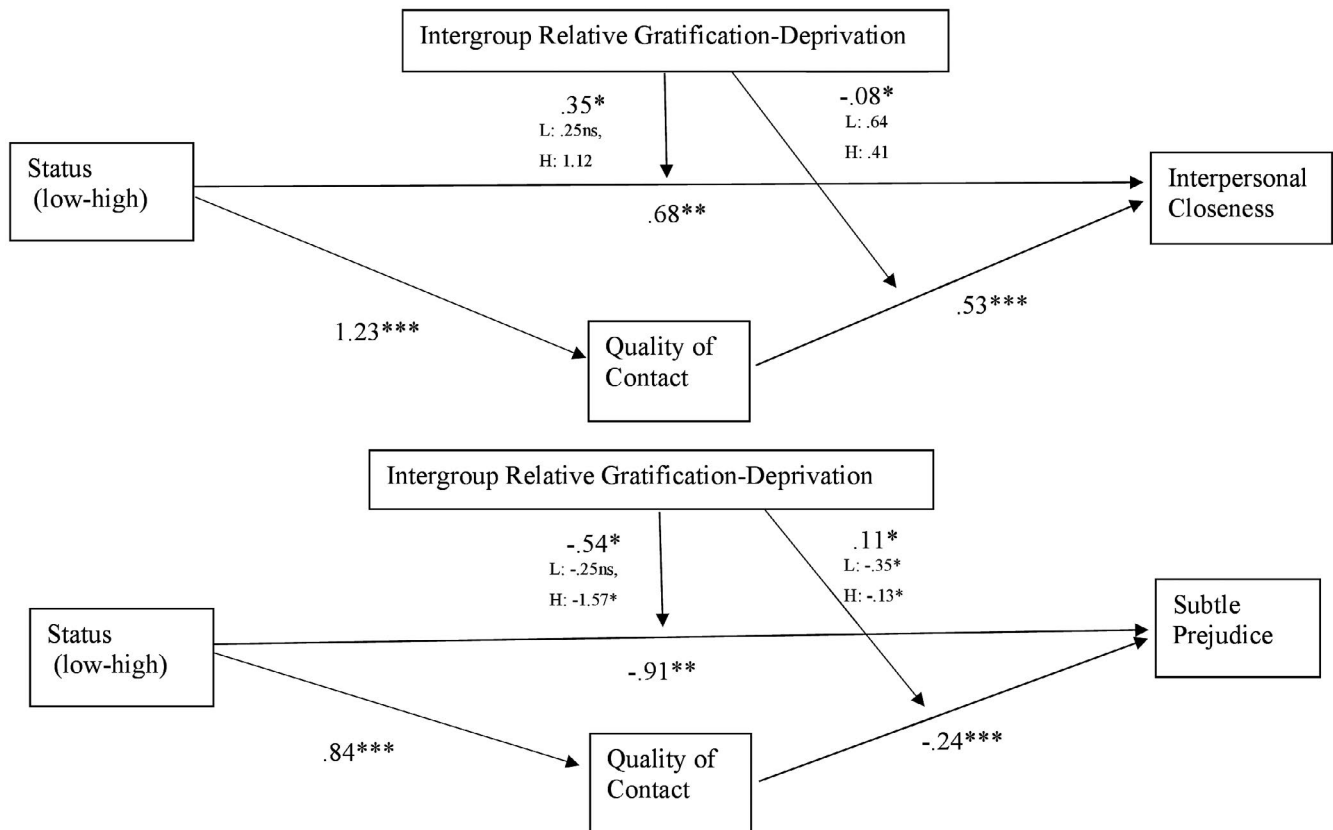 Intergroup Relative Gratification-Deprivation
.35*
L: .25ns,
H: 1.12
-.08*
L: .64
H: .41
Status
(low-high)
Interpersonal
Closeness
.68**
1.23***
.53***
Quality of
Contact
Intergroup Relative Gratification-Deprivation
-.54*
L: -.25ns,
H: -1.57*
.11*
L: -.35*
H: -.13*
Status
(low-high)
Subtle
Prejudice
-.91**
.84***
-.24***
Quality of
Contact